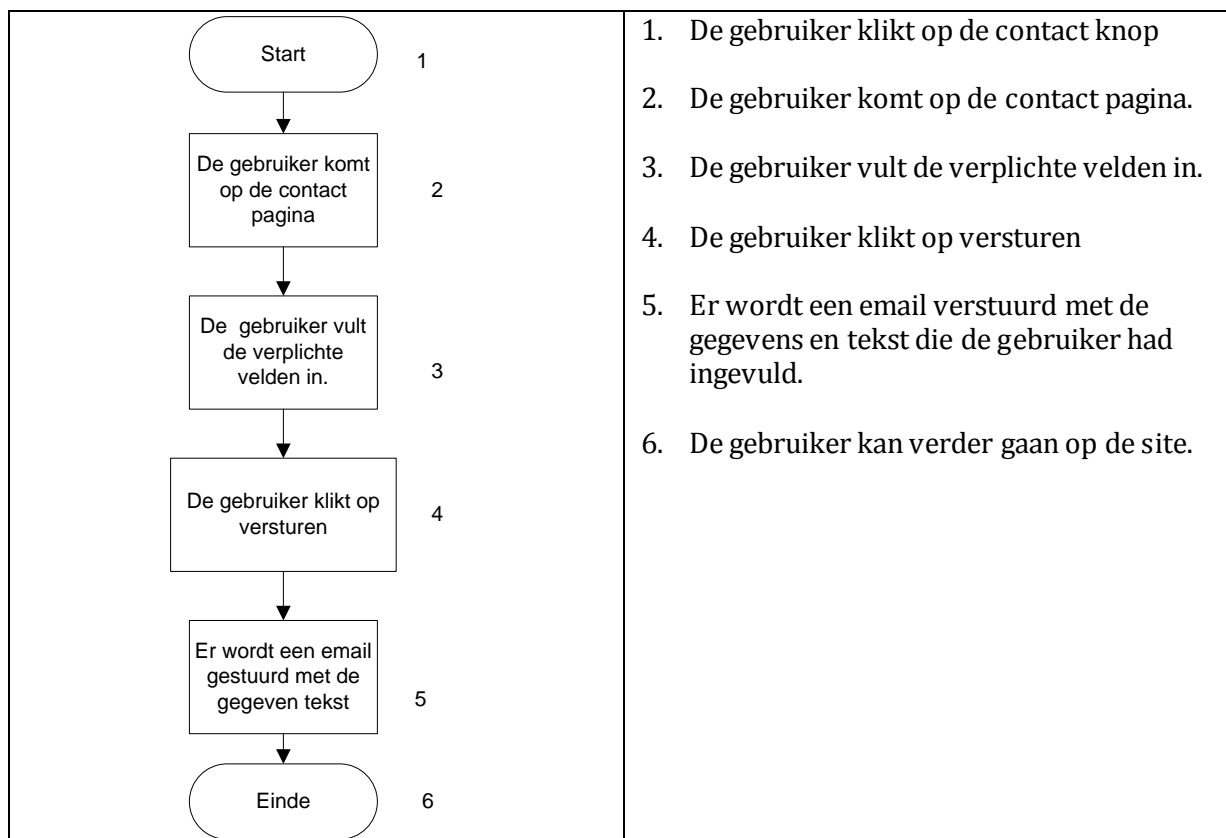 Start
1
De gebruiker komt
op de contact
pagina
2
De gebruiker vult
de verplichte
velden in.
3
De gebruiker klikt op
versturen
4
Er wordt een email
gestuurd met de
gegeven tekst
5
Einde
6
1. De gebruiker klikt op de contact knop
2. De gebruiker komt op de contact pagina.
3. De gebruiker vult de verplichte velden in.
4. De gebruiker klikt op versturen
5. Er wordt een email verstuurd met de
gegevens en tekst die de gebruiker had
ingevuld.
6. De gebruiker kan verder gaan op de site.